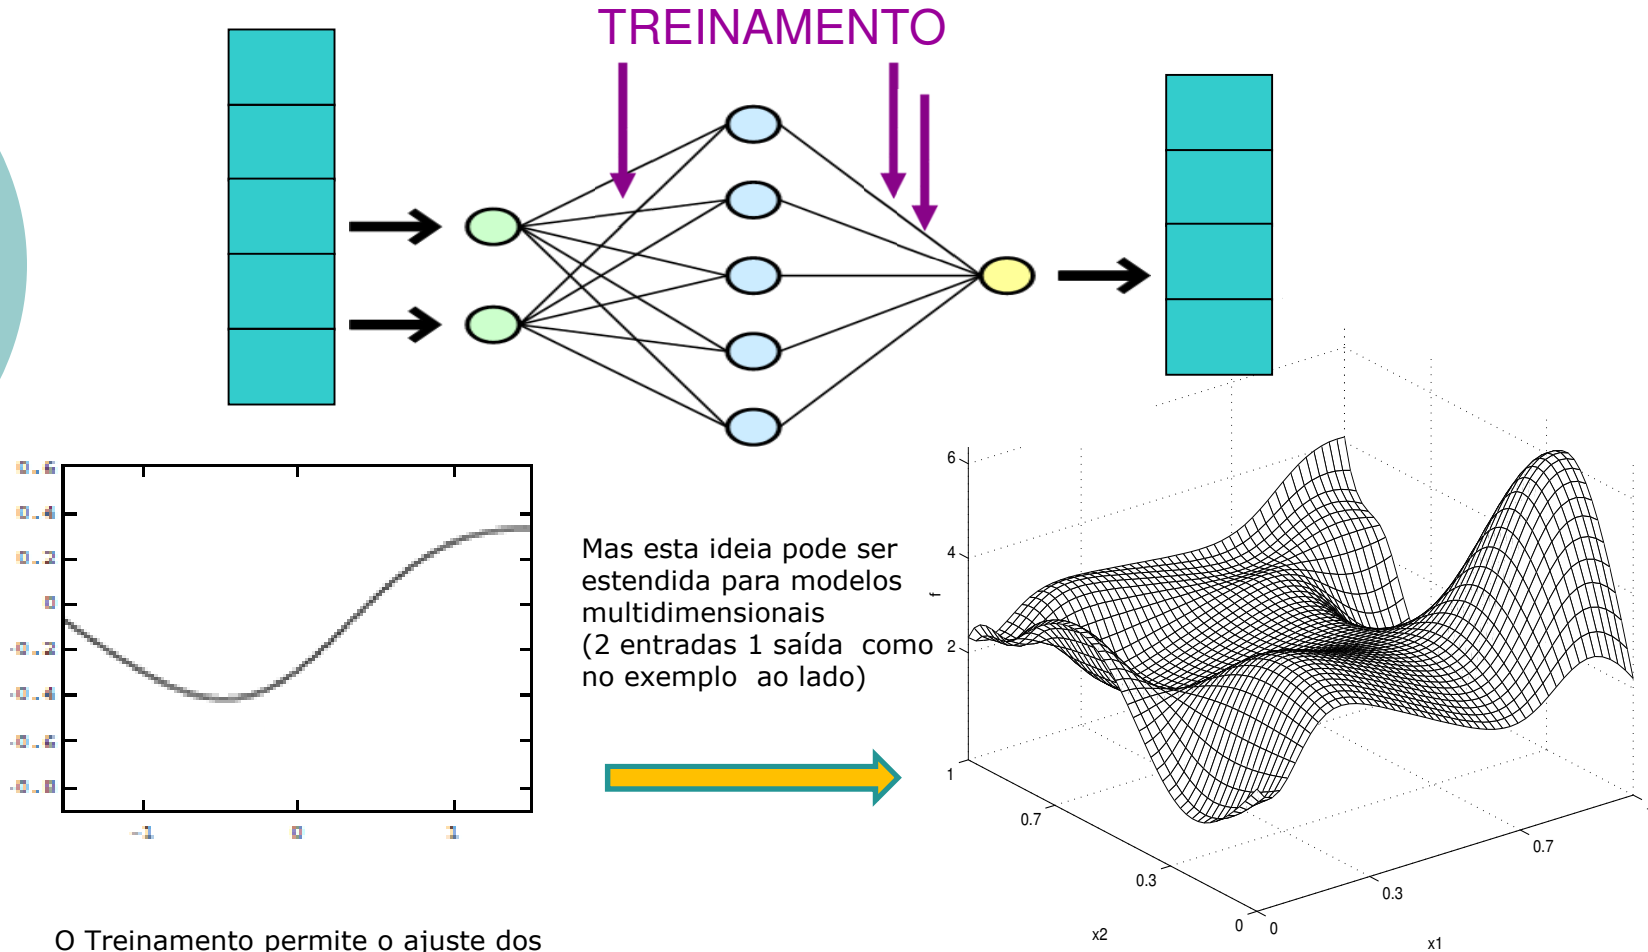 TREINAMENTO
0.6
0.4
0.2
0
-0.2
-0.4
-0.6
-0.8
-1
0
1
Mas esta ideia pode ser
estendida para modelos
multidimensionais
(2 entradas 1 saída como
no exemplo ao lado)
6
4
2
f
1
0.7
0.3
0
x2
0
0.3
0.7
x1
O Treinamento permite o ajuste dos